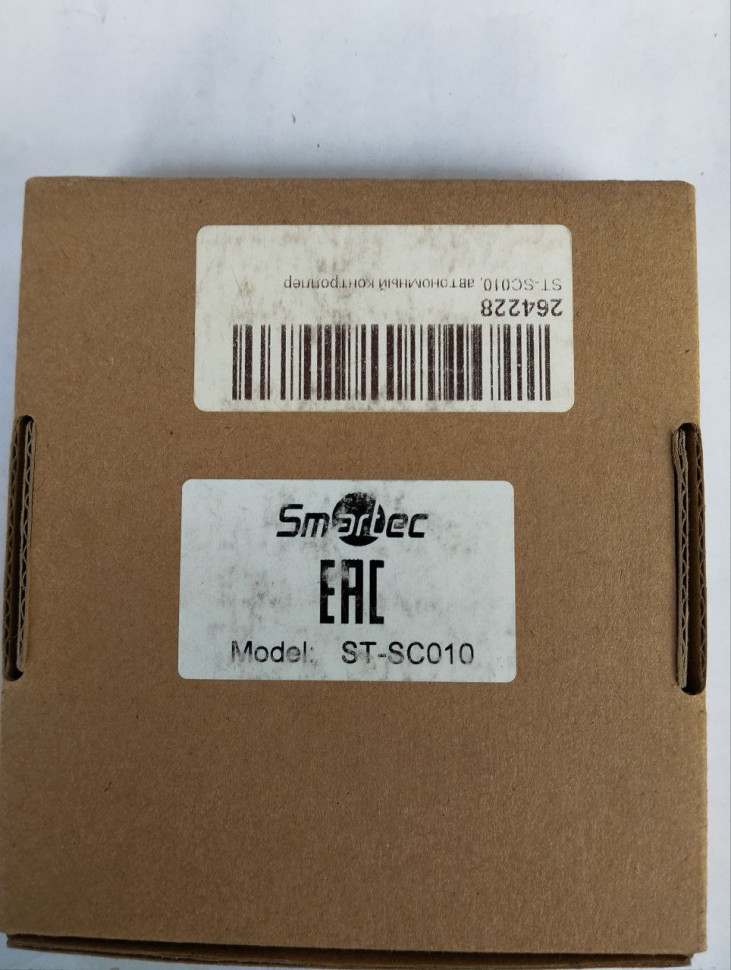 ST-SC010, автономный контроллер
264228
Smartec
EAC
Model: ST-SC010